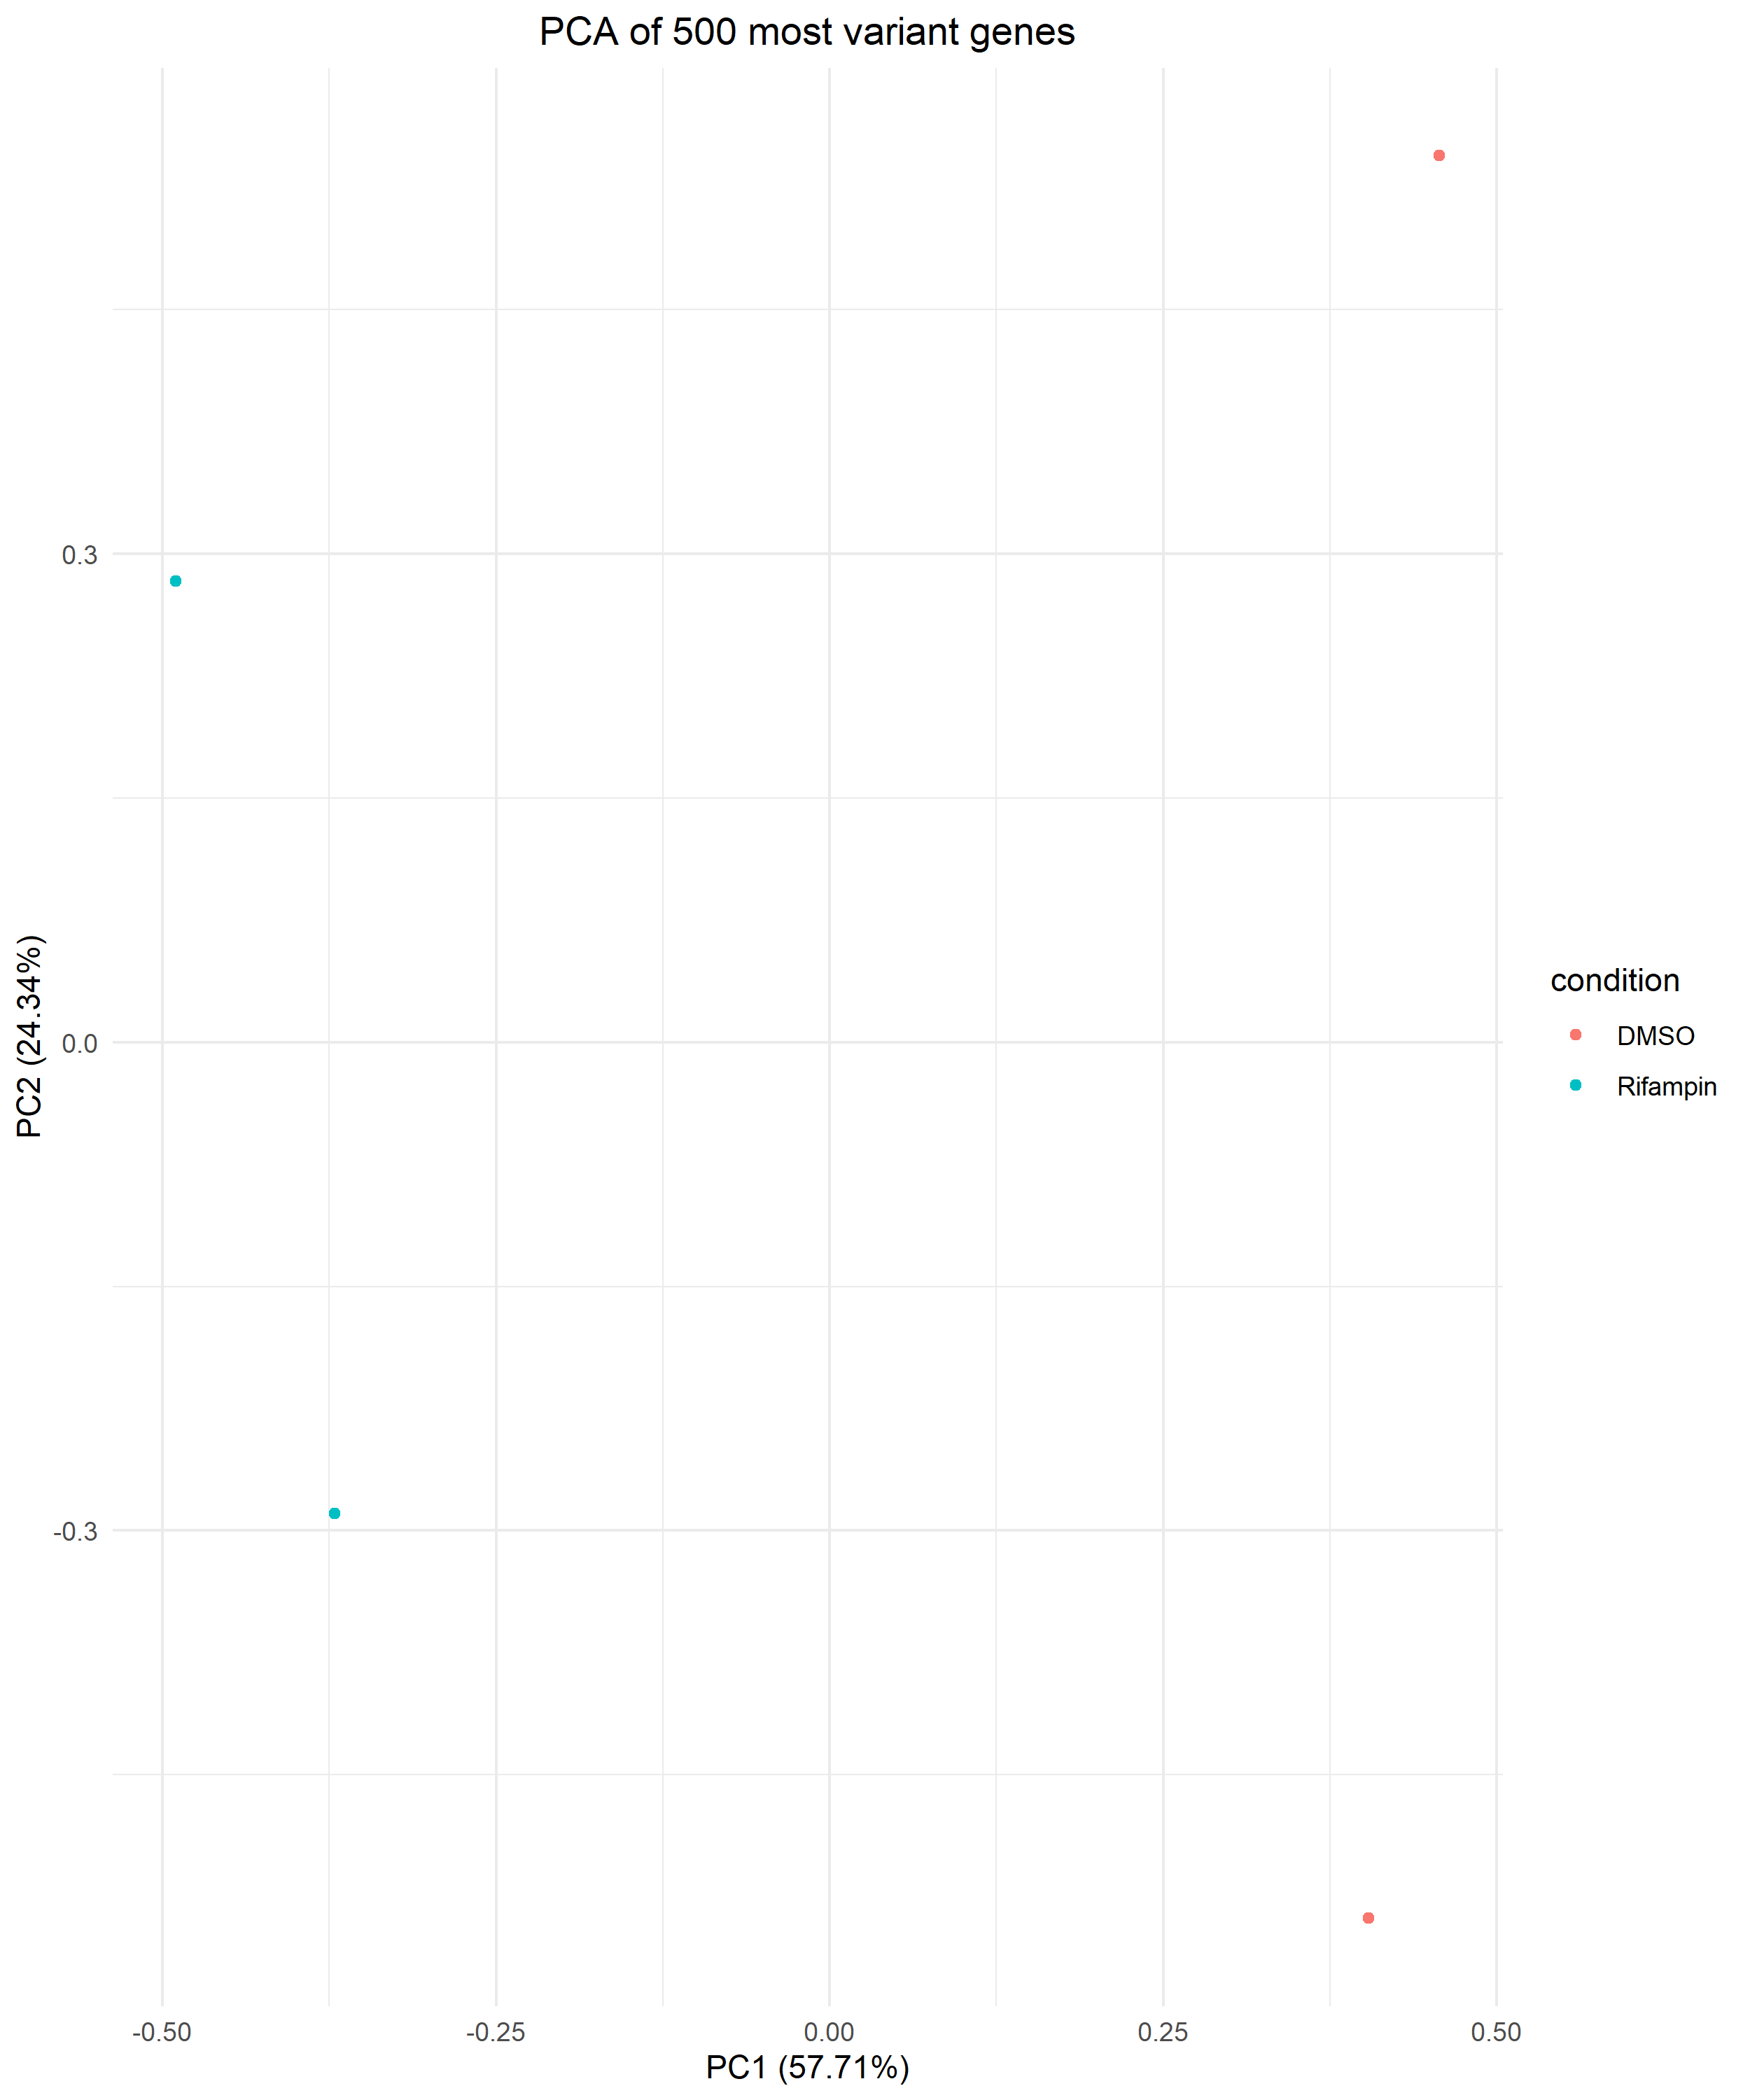 PCA of 500 most variant genes
0.3
0.0
-0.3
PC2 (24.34%)
-0.50
-0.25
0.00
0.25
0.50
PC1 (57.71%)
condition
DMSO
Rifampin